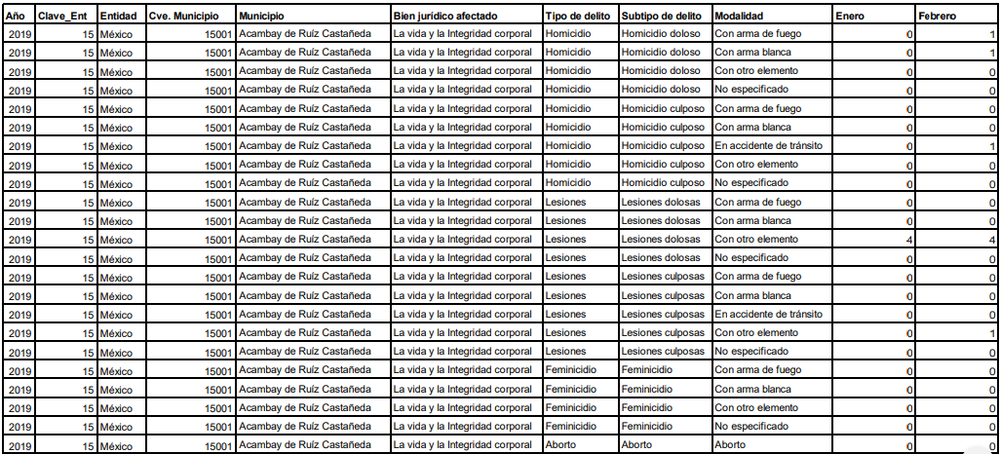 Año Clave_Ent Entidad Cve. Municipio Municipio Bien jurídico afectado Tipo de delito Subtipo de delito Modalidad Enero Febrero
2019 15 México 15001 Acambay de Ruíz Castañeda La vida y la Integridad corporal Homicidio Homicidio doloso Con arma de fuego 0 1
2019 15 México 15001 Acambay de Ruíz Castañeda La vida y la Integridad corporal Homicidio Homicidio doloso Con arma blanca 0 1
2019 15 México 15001 Acambay de Ruíz Castañeda La vida y la Integridad corporal Homicidio Homicidio doloso Con otro elemento 0 0
2019 15 México 15001 Acambay de Ruíz Castañeda La vida y la Integridad corporal Homicidio Homicidio doloso No especificado 0 0
2019 15 México 15001 Acambay de Ruíz Castañeda La vida y la Integridad corporal Homicidio Homicidio culposo Con arma de fuego 0 0
2019 15 México 15001 Acambay de Ruíz Castañeda La vida y la Integridad corporal Homicidio Homicidio culposo Con arma blanca 0 0
2019 15 México 15001 Acambay de Ruíz Castañeda La vida y la Integridad corporal Homicidio Homicidio culposo En accidente de tránsito 0 1
2019 15 México 15001 Acambay de Ruíz Castañeda La vida y la Integridad corporal Homicidio Homicidio culposo Con otro elemento 0 0
2019 15 México 15001 Acambay de Ruíz Castañeda La vida y la Integridad corporal Homicidio Homicidio culposo No especificado 0 0
2019 15 México 15001 Acambay de Ruíz Castañeda La vida y la Integridad corporal Lesiones Lesiones dolosas Con arma de fuego 0 0
2019 15 México 15001 Acambay de Ruíz Castañeda La vida y la Integridad corporal Lesiones Lesiones dolosas Con arma blanca 0 0
2019 15 México 15001 Acambay de Ruíz Castañeda La vida y la Integridad corporal Lesiones Lesiones dolosas Con otro elemento 4 4
2019 15 México 15001 Acambay de Ruíz Castañeda La vida y la Integridad corporal Lesiones Lesiones dolosas No especificado 0 0
2019 15 México 15001 Acambay de Ruíz Castañeda La vida y la Integridad corporal Lesiones Lesiones culposas Con arma de fuego 0 0
2019 15 México 15001 Acambay de Ruíz Castañeda La vida y la Integridad corporal Lesiones Lesiones culposas Con arma blanca 0 0
2019 15 México 15001 Acambay de Ruíz Castañeda La vida y la Integridad corporal Lesiones Lesiones culposas En accidente de tránsito 0 0
2019 15 México 15001 Acambay de Ruíz Castañeda La vida y la Integridad corporal Lesiones Lesiones culposas Con otro elemento 0 1
2019 15 México 15001 Acambay de Ruíz Castañeda La vida y la Integridad corporal Lesiones Lesiones culposas No especificado 0 0
2019 15 México 15001 Acambay de Ruíz Castañeda La vida y la Integridad corporal Feminicidio Feminicidio Con arma de fuego 0 0
2019 15 México 15001 Acambay de Ruíz Castañeda La vida y la Integridad corporal Feminicidio Feminicidio Con arma blanca 0 0
2019 15 México 15001 Acambay de Ruíz Castañeda La vida y la Integridad corporal Feminicidio Feminicidio Con otro elemento 0 0
2019 15 México 15001 Acambay de Ruíz Castañeda La vida y la Integridad corporal Feminicidio Feminicidio No especificado 0 0
2019 15 México 15001 Acambay de Ruíz Castañeda La vida y la Integridad corporal Aborto Aborto Aborto 0 0